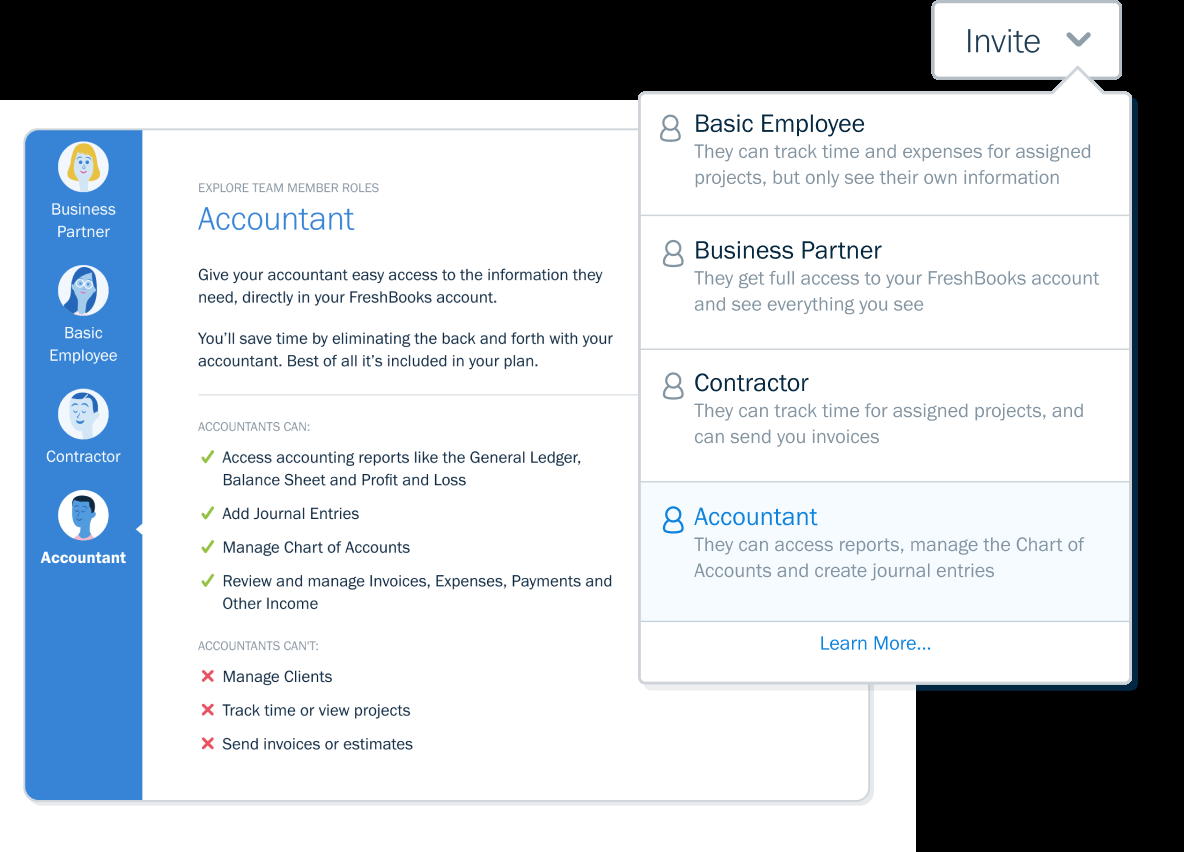 Invite
Basic Employee
They can track time and expenses for assigned
projects, but only see their own information
Business Partner
They get full access to your FreshBooks account
and see everything you see
Contractor
They can track time for assigned projects, and
can send you invoices
Accountant
They can access reports, manage the Chart of
Accounts and create journal entries
Learn More...
Business
Partner
Basic
Employee
Contractor
Accountant
EXPLORE TEAM MEMBER ROLES
Accountant
Give your accountant easy access to the information they
need, directly in your FreshBooks account.
You’ll save time by eliminating the back and forth with your
accountant. Best of all it’s included in your plan.
ACCOUNTANTS CAN:
Access accounting reports like the General Ledger,
Balance Sheet and Profit and Loss
Add Journal Entries
Manage Chart of Accounts
Review and manage Invoices, Expenses, Payments and
Other Income
ACCOUNTANTS CAN'T:
Manage Clients
Track time or view projects
Send invoices or estimates